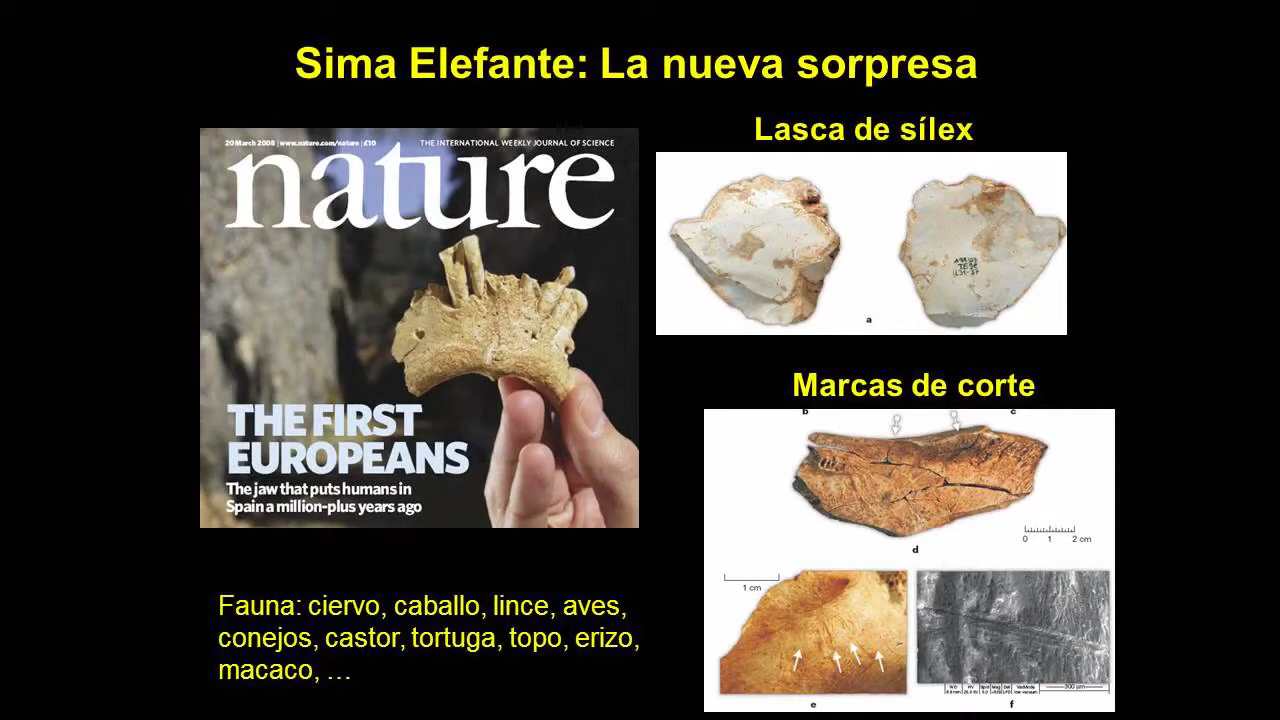 Sima Elefante: La nueva sorpresa
Lasca de sílex
20 March 2008 | www.nature.com/nature | £10
THE INTERNATIONAL WEEKLY JOURNAL OF SCIENCE
nature
THE FIRST
EUROPEANS
The jaw that puts humans in
Spain a million-plus years ago
a
Marcas de corte
b
c
0 1 2 cm
d
1 cm
300 µm
e
f
Fauna: ciervo, caballo, lince, aves,
conejos, castor, tortuga, topo, erizo,
macaco, …